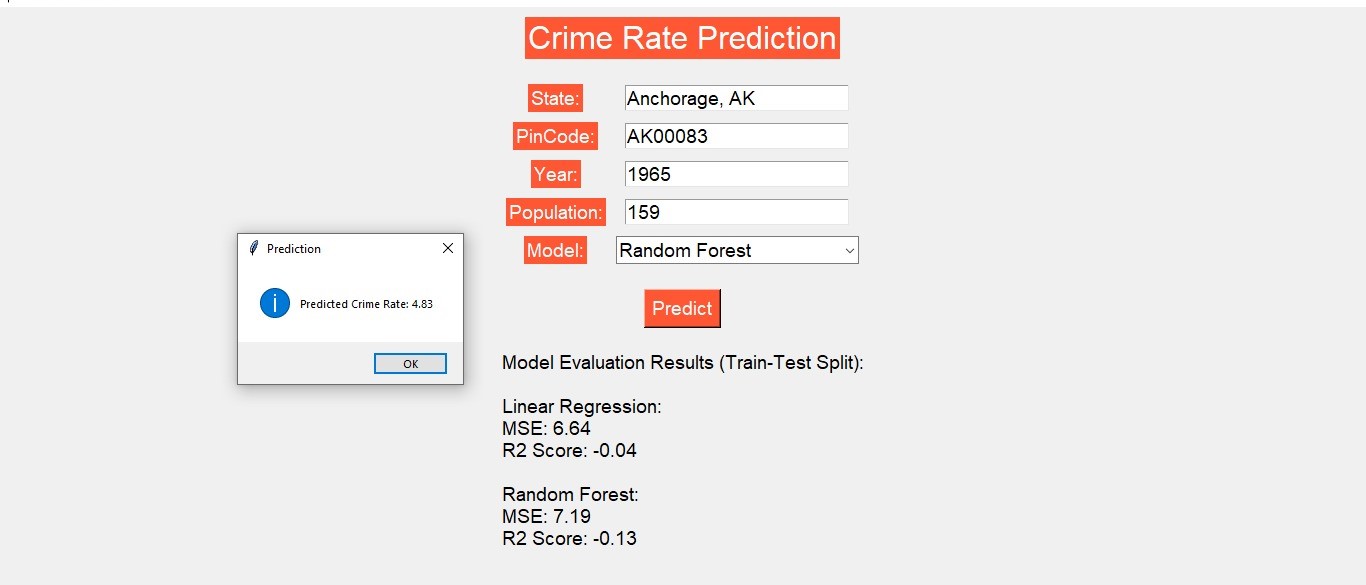 Crime Rate Prediction
State: Anchorage, AK
PinCode: AK00083
Year: 1965
Population: 159
Model: Random Forest
Predict
Prediction
Predicted Crime Rate: 4.83
OK
Model Evaluation Results (Train-Test Split):
Linear Regression:
MSE: 6.64
R2 Score: -0.04
Random Forest:
MSE: 7.19
R2 Score: -0.13